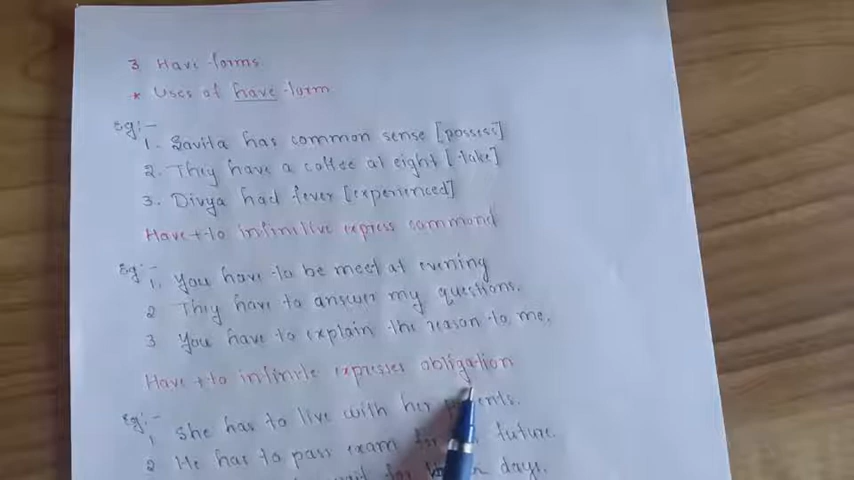 3 Have forms.
* Uses of have form
Eg:-
1. Savita has common sense [possess]
2. They have a coffee at eight [take]
3. Divya had fever [experienced]
Have + to infinitive express command
Eg:-
1. You have to be meet at evening
2 They have to answer my questions.
3 You have to explain the reason to me.
Have + to infinitle expresses obligation
Eg:-
1 She has to live with her
2 He has to pass exam future.
wait for days.